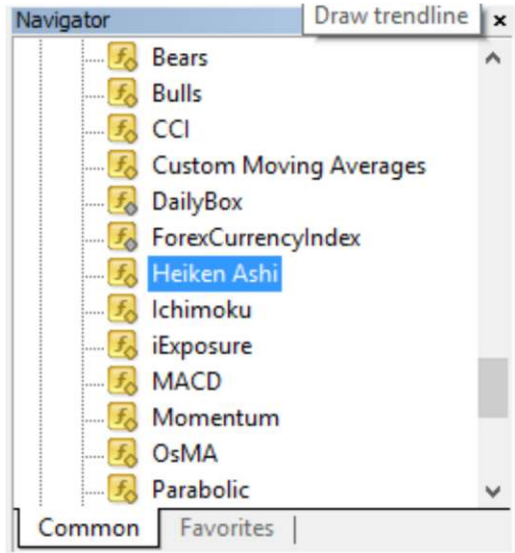 Navigator Draw trendline
Bears
Bulls
CCI
Custom Moving Averages
DailyBox
ForexCurrencyIndex
Heiken Ashi
Ichimoku
iExposure
MACD
Momentum
OsMA
Parabolic
Common Favorites